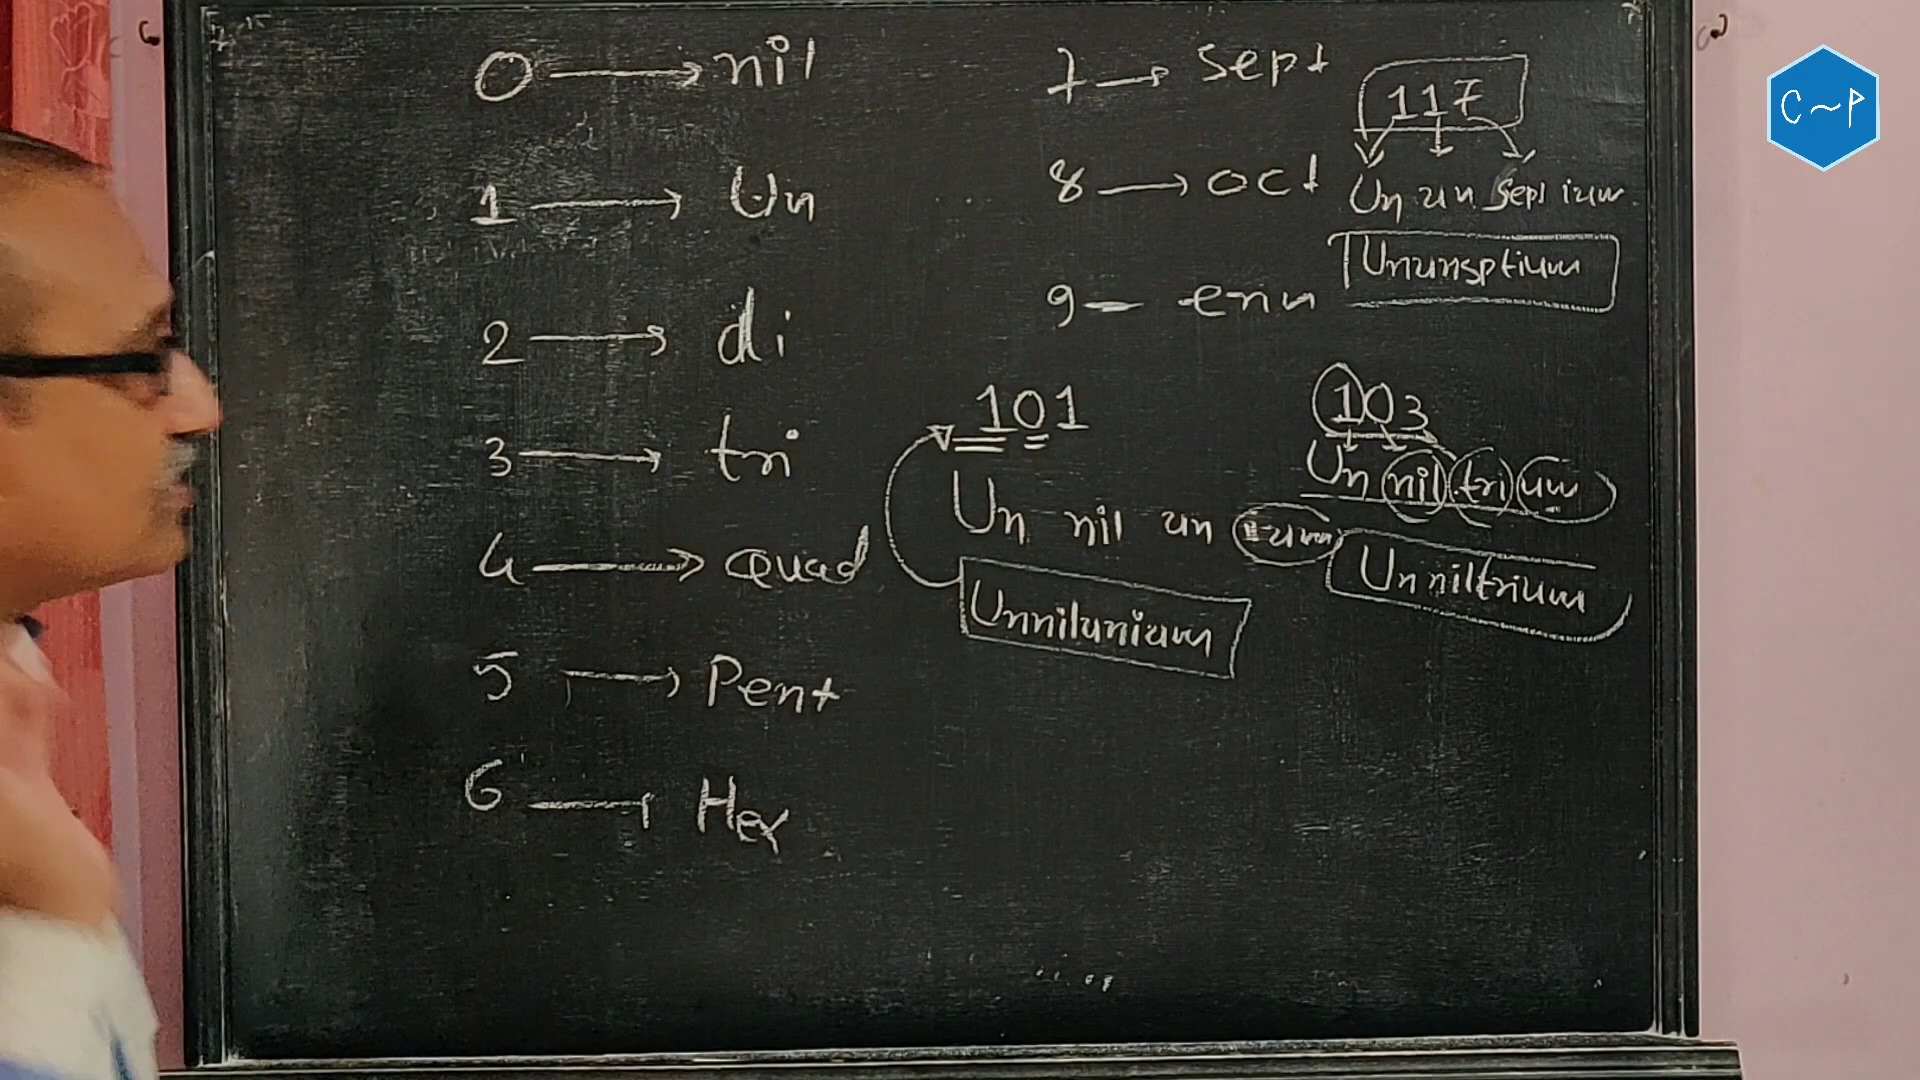 0 → nil
1 → Un
2 → di
3 → tri
4 → quad
5 → Pent
6 → Hex
7 → Sept
8 → oct
9 — enn
117
Un un sept ium
Ununsptium
101
Un nil un ium
Unnilunium
103
Un nil tri um
Unniltrium
C~P